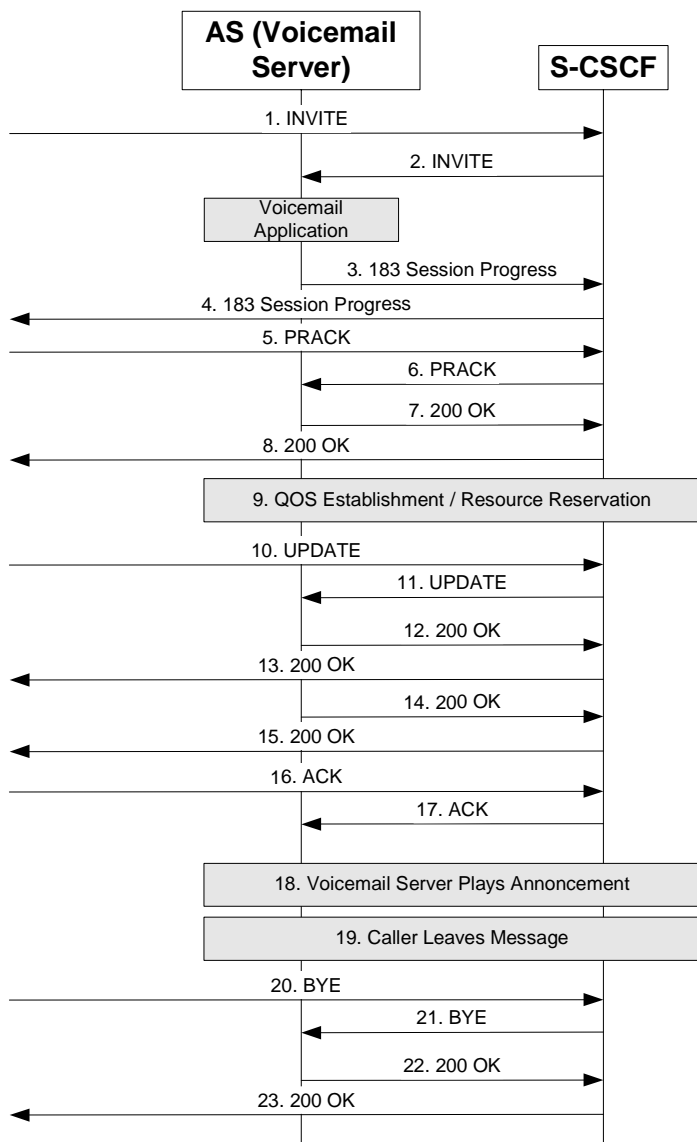 AS (Voicemail
Server)
S-CSCF
1. INVITE
2. INVITE
Voicemail
Application
3. 183 Session Progress
4. 183 Session Progress
5. PRACK
6. PRACK
7. 200 OK
8. 200 OK
9. QOS Establishment / Resource Reservation
10. UPDATE
11. UPDATE
12. 200 OK
13. 200 OK
14. 200 OK
15. 200 OK
16. ACK
17. ACK
18. Voicemail Server Plays Annoncement
19. Caller Leaves Message
20. BYE
21. BYE
22. 200 OK
23. 200 OK